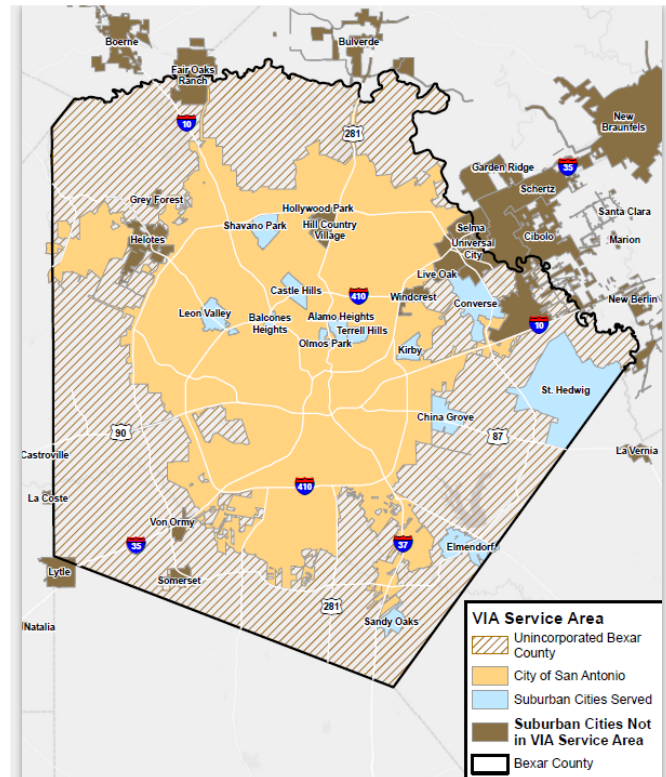 Boerne
Bulverde
Fair Oaks
Ranch
10
281
New
Braunfels
Garden Ridge
35
Schertz
Grey Forest
Santa Clara
Hollywood Park
Shavano Park
Hill Country
Village
Selma
Cibolo
Helotes
Universal
City
Marion
Live Oak
Castle Hills
410
Windcrest
Converse
New Berlin
Leon Valley
Balcones
Heights
Alamo Heights
Terrell Hills
10
Olmos Park
Kirby
St. Hedwig
China Grove
90
87
Castroville
La Vernia
410
La Coste
Von Ormy
35
37
Elmendorf
Lytle
Somerset
281
Natalia
Sandy Oaks
VIA Service Area
Unincorporated Bexar
County
City of San Antonio
Suburban Cities Served
Suburban Cities Not
in VIA Service Area
Bexar County